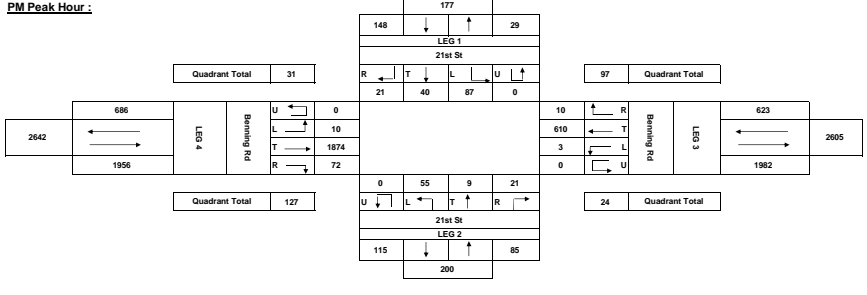 PM Peak Hour :
177
148 29
LEG 1
21st St
Quadrant Total 31
R T L U
97 Quadrant Total
21 40 87 0
686
U 0
10 R
623
2642
LEG 4
Benning Rd
L 10
610 T
Benning Rd
LEG 3
2605
T 1874
3 L
1956
R 72
0 U
1982
0 55 9 21
Quadrant Total 127
U L T R
24 Quadrant Total
21st St
LEG 2
115 85
200